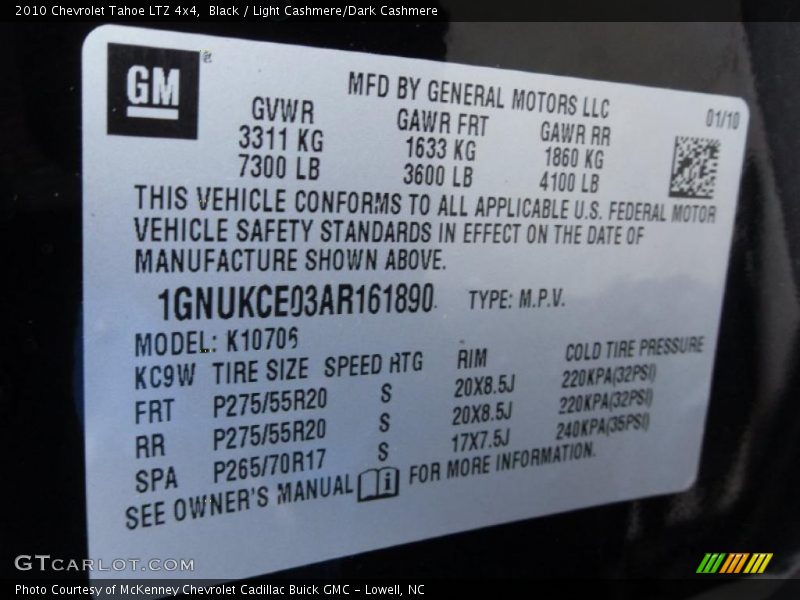 2010 Chevrolet Tahoe LTZ 4x4,  Black / Light Cashmere/Dark Cashmere
GM ®
MFD BY GENERAL MOTORS LLC
01/10
GVWR GAWR FRT GAWR RR
3311 KG 1633 KG 1860 KG
7300 LB 3600 LB 4100 LB
THIS VEHICLE CONFORMS TO ALL APPLICABLE U.S. FEDERAL MOTOR
VEHICLE SAFETY STANDARDS IN EFFECT ON THE DATE OF
MANUFACTURE SHOWN ABOVE.
1GNUKCE03AR161890 TYPE: M.P.V.
MODEL: K10706
KC9W TIRE SIZE SPEED RTG RIM COLD TIRE PRESSURE
FRT P275/55R20 S 20X8.5J 220KPA(32PSI)
RR P275/55R20 S 20X8.5J 220KPA(32PSI)
SPA P265/70R17 S 17X7.5J 240KPA(35PSI)
SEE OWNER'S MANUAL i FOR MORE INFORMATION.
GTCARLOT.COM
Photo Courtesy of McKenney Chevrolet Cadillac Buick GMC - Lowell, NC